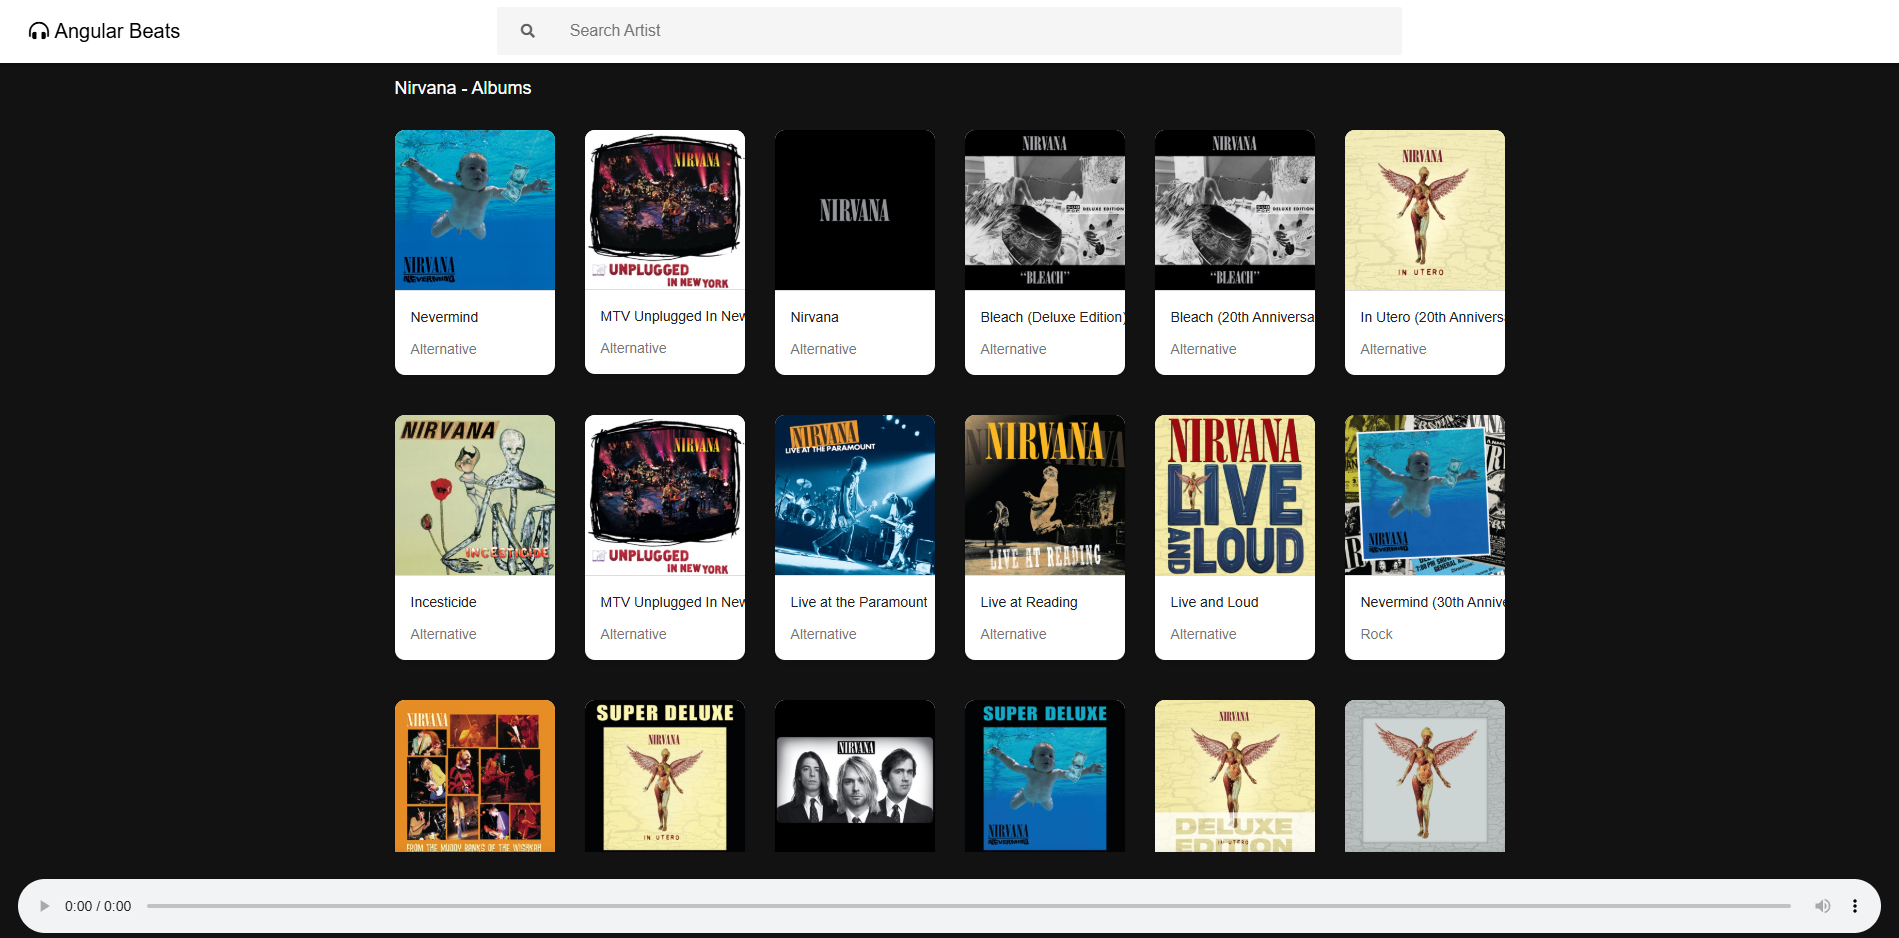 Angular Beats
Search Artist
Nirvana - Albums
NIRVANA
NEVERMIND
NIRVANA
UNPLUGGED
IN NEW YORK
NIRVANA
NIRVANA
DELUXE EDITION
"BLEACH"
NIRVANA
DELUXE EDITION
"BLEACH"
NIRVANA
IN UTERO
Nevermind
MTV Unplugged In New
Nirvana
Bleach (Deluxe Edition)
Bleach (20th Anniversa
In Utero (20th Annivers
Alternative
Alternative
Alternative
Alternative
Alternative
Alternative
NIRVANA
INCESTICIDE
NIRVANA
UNPLUGGED
IN NEW YORK
NIRVANA
LIVE AT THE PARAMOUNT
NIRVANA
LIVE AT READING
NIRVANA
LIVE
AND LOUD
NIRVANA
NEVERMIND
Incesticide
MTV Unplugged In New
Live at the Paramount
Live at Reading
Live and Loud
Nevermind (30th Annive
Alternative
Alternative
Alternative
Alternative
Alternative
Rock
NIRVANA
FROM THE MUDDY BANKS OF THE WISHKAH
SUPER DELUXE
NIRVANA
IN UTERO
NIRVANA
SUPER DELUXE
NIRVANA
NEVERMIND
NIRVANA
DELUXE
EDITION
IN UTERO
0:00 / 0:00